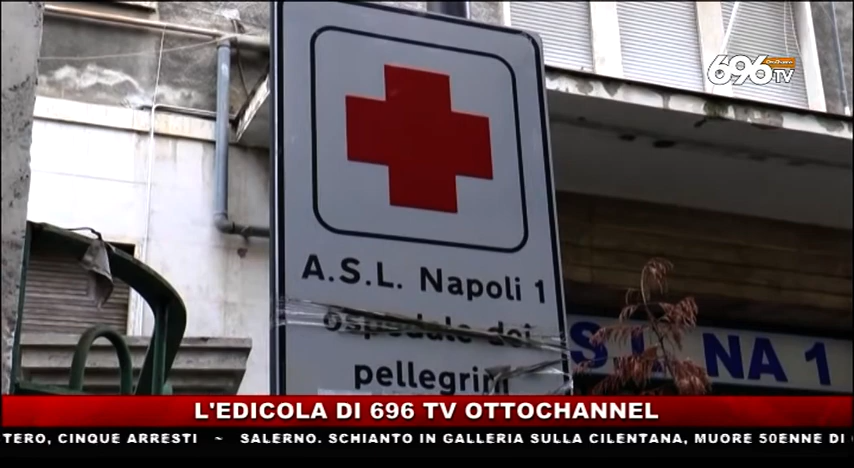 696
OttoChannel
TV
A.S.L. Napoli 1
ospedale dei
pellegrini
NA 1
L'EDICOLA DI 696 TV OTTOCHANNEL
TERO, CINQUE ARRESTI ~ SALERNO. SCHIANTO IN GALLERIA SULLA CILENTANA, MUORE 50ENNE DI